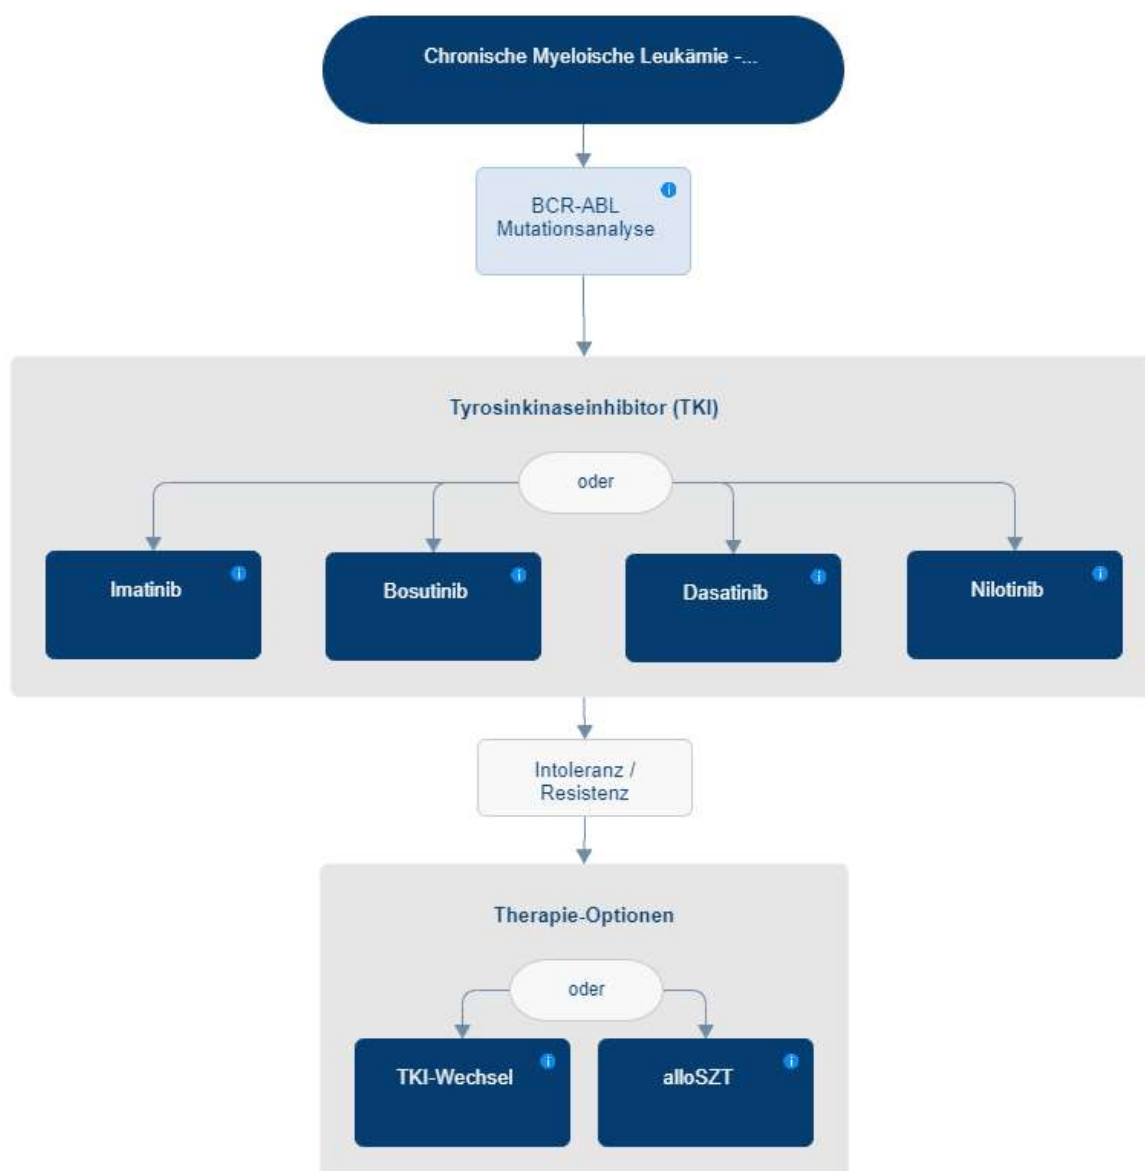 Chronische Myeloische Leukämie -...
BCR-ABL
Mutationsanalyse
Tyrosinkinaseinhibitor (TKI)
oder
Imatinib
Bosutinib
Dasatinib
Nilotinib
Intoleranz /
Resistenz
Therapie-Optionen
oder
TKI-Wechsel
alloSZT